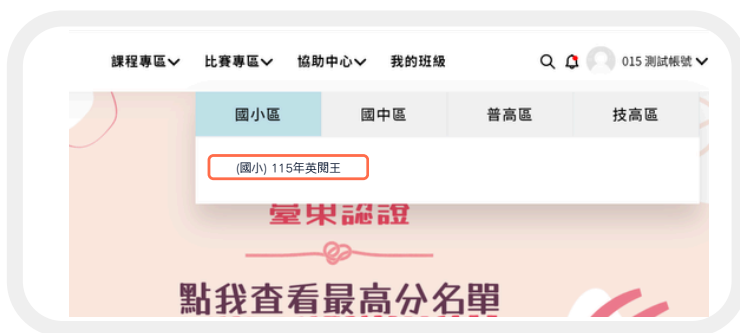 課程專區 比賽專區 協助中心 我的班級 015 測試帳號
國小區 國中區 普高區 技高區
(國小) 115年英閱王
臺東認證
點我查看最高分名單